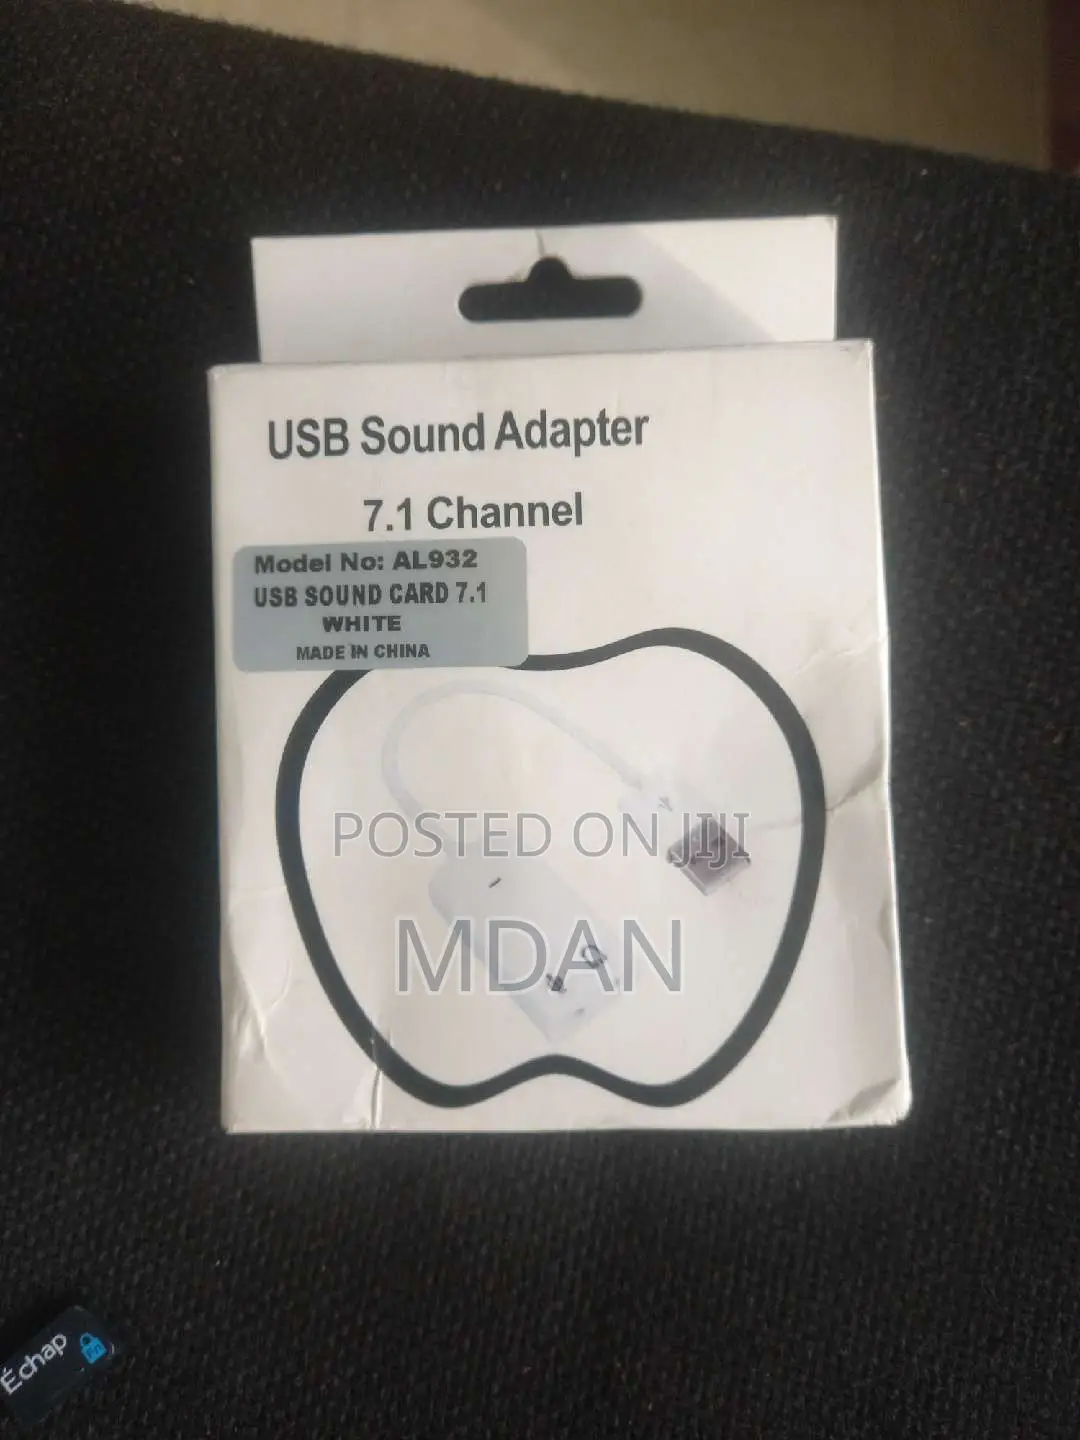 USB Sound Adapter
7.1 Channel
Model No: AL932
USB SOUND CARD 7.1
WHITE
MADE IN CHINA
POSTED ON JIJI
MDAN
Échap